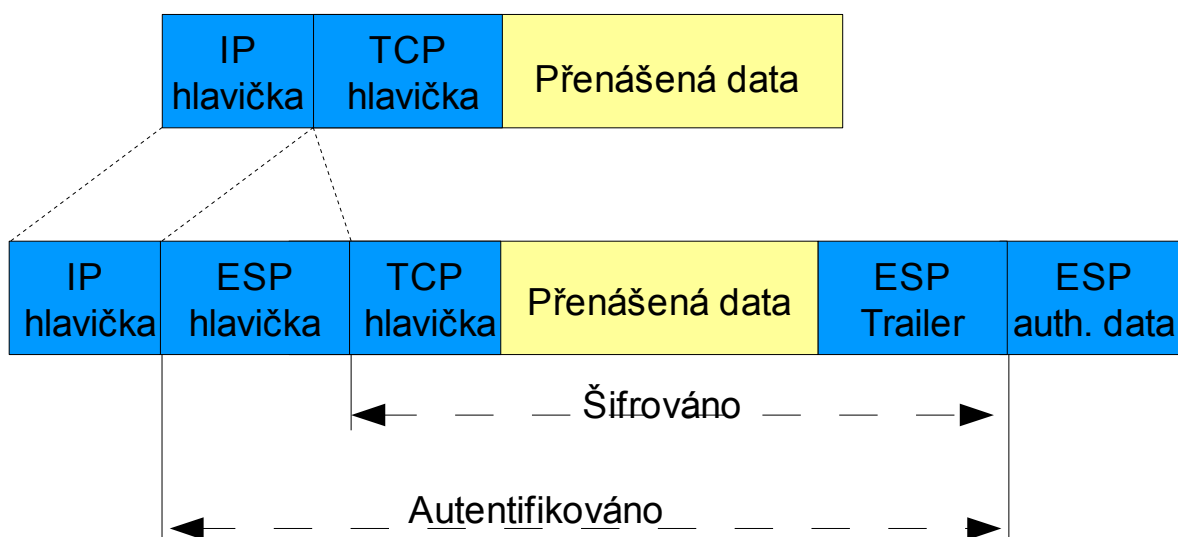 IP
hlavička
TCP
hlavička
Přenášená data
IP
hlavička
ESP
hlavička
TCP
hlavička
Přenášená data
ESP
Trailer
ESP
auth. data
Šifrováno
Autentifikováno